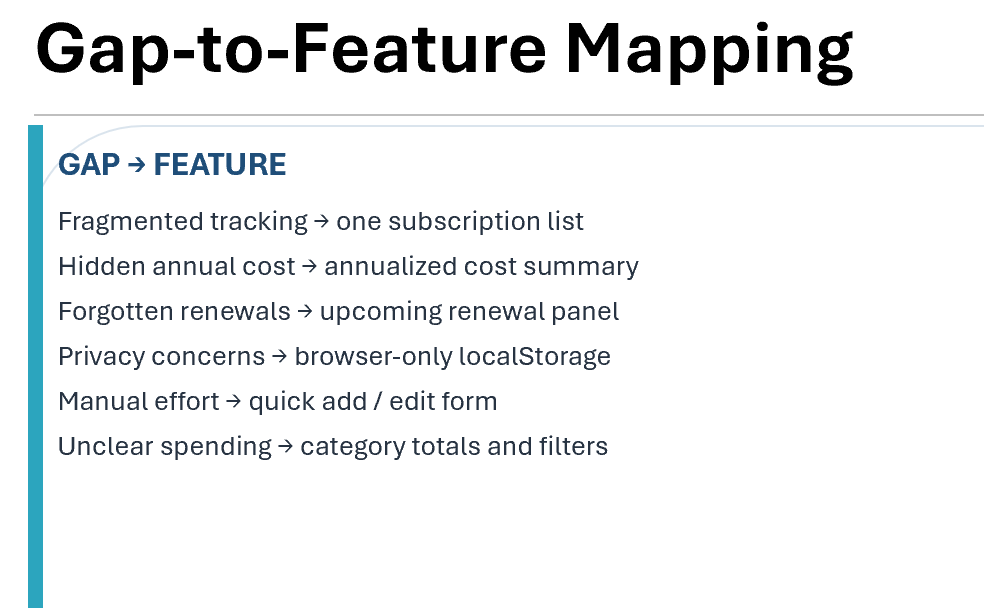 Gap-to-Feature Mapping
GAP → FEATURE
Fragmented tracking → one subscription list
Hidden annual cost → annualized cost summary
Forgotten renewals → upcoming renewal panel
Privacy concerns → browser-only localStorage
Manual effort → quick add / edit form
Unclear spending → category totals and filters